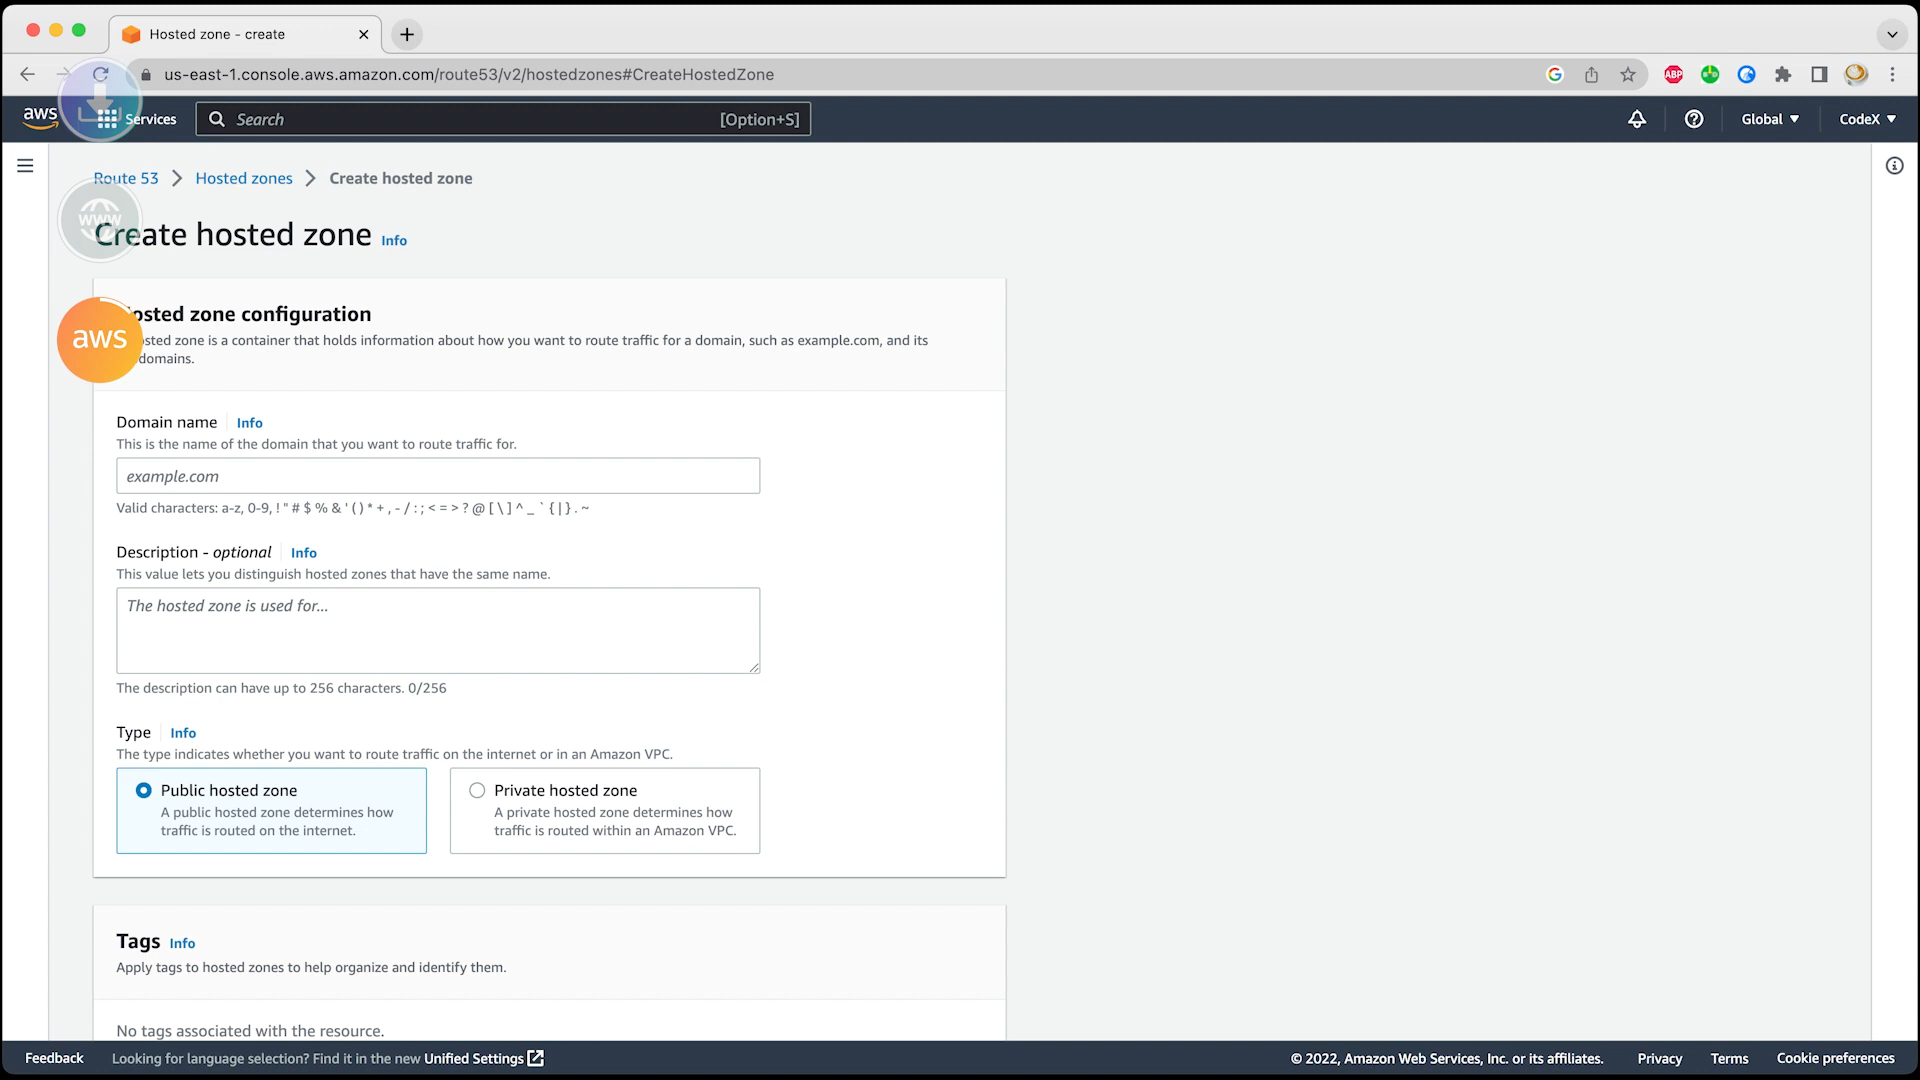 Hosted zone - create
us-east-1.console.aws.amazon.com/route53/v2/hostedzones#CreateHostedZone
ABP
aws
Services
Search
[Option+S]
Global
CodeX
Route 53
Hosted zones
Create hosted zone
www
Create hosted zone Info
aws
osted zone configuration
osted zone is a container that holds information about how you want to route traffic for a domain, such as example.com, and its
domains.
Domain name Info
This is the name of the domain that you want to route traffic for.
example.com
Valid characters: a-z, 0-9, ! " # $ % & ' ( ) * + , - / : ; < = > ? @ [ \ ] ^ _ ` { | } . ~
Description - optional Info
This value lets you distinguish hosted zones that have the same name.
The hosted zone is used for...
The description can have up to 256 characters. 0/256
Type Info
The type indicates whether you want to route traffic on the internet or in an Amazon VPC.
Public hosted zone
A public hosted zone determines how
traffic is routed on the internet.
Private hosted zone
A private hosted zone determines how
traffic is routed within an Amazon VPC.
Tags Info
Apply tags to hosted zones to help organize and identify them.
No tags associated with the resource.
Feedback
Looking for language selection? Find it in the new Unified Settings
© 2022, Amazon Web Services, Inc. or its affiliates.
Privacy
Terms
Cookie preferences